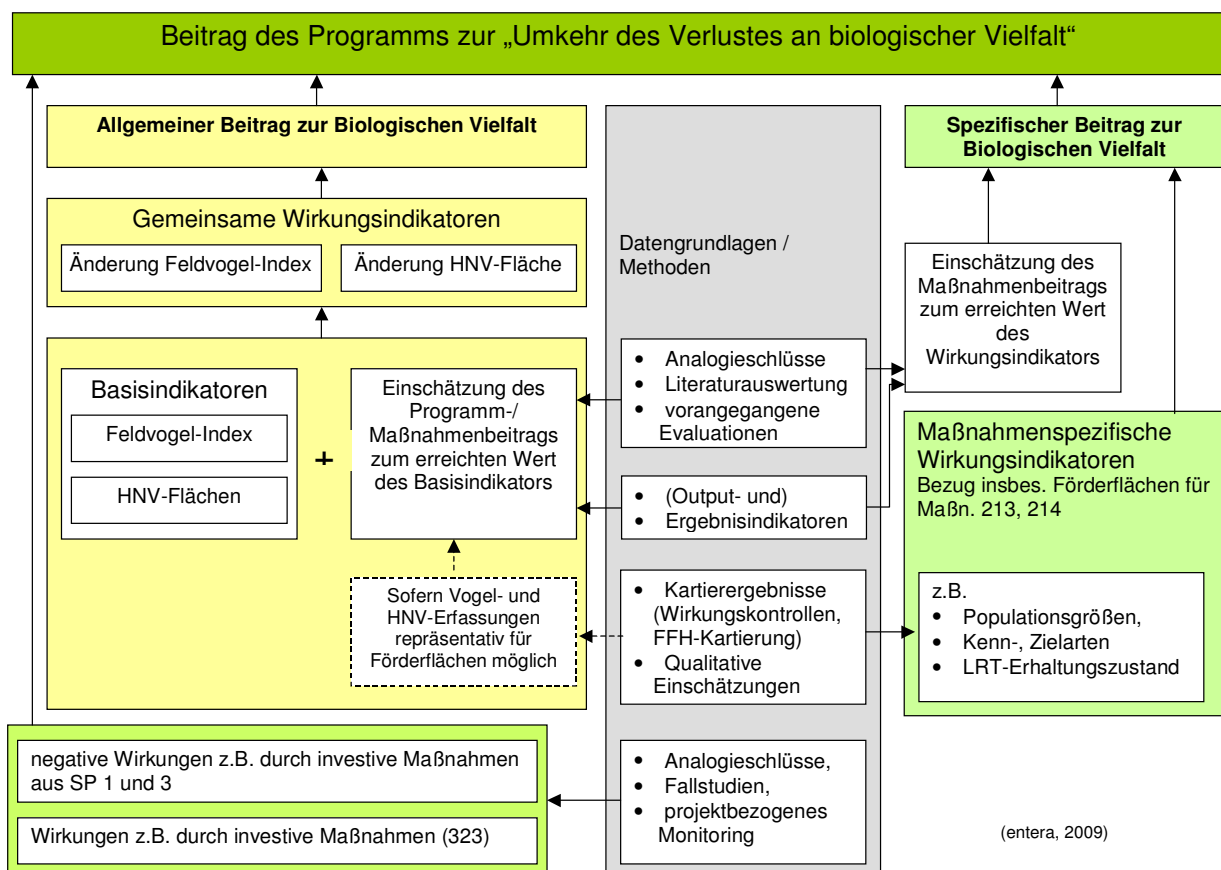 Beitrag des Programms zur „Umkehr des Verlustes an biologischer Vielfalt“
Allgemeiner Beitrag zur Biologischen Vielfalt
Gemeinsame Wirkungsindikatoren
Änderung Feldvogel-Index
Änderung HNV-Fläche
Basisindikatoren
Feldvogel-Index
HNV-Flächen
+
Einschätzung des
Programm-/
Maßnahmenbeitrags
zum erreichten Wert
des Basisindikators
Sofern Vogel- und
HNV-Erfassungen
repräsentativ für
Förderflächen möglich
negative Wirkungen z.B. durch investive Maßnahmen
aus SP 1 und 3
Wirkungen z.B. durch investive Maßnahmen (323)
Datengrundlagen /
Methoden
• Analogieschlüsse
• Literaturauswertung
• vorangegangene
Evaluationen
• (Output- und)
• Ergebnisindikatoren
• Kartierergebnisse
(Wirkungskontrollen,
FFH-Kartierung)
• Qualitative
Einschätzungen
• Analogieschlüsse,
• Fallstudien,
• projektbezogenes
Monitoring
Spezifischer Beitrag zur
Biologischen Vielfalt
Einschätzung des
Maßnahmenbeitrags
zum erreichten Wert
des
Wirkungsindikators
Maßnahmenspezifische
Wirkungsindikatoren
Bezug insbes. Förderflächen für
Maßn. 213, 214
z.B.
• Populationsgrößen,
• Kenn-, Zielarten
• LRT-Erhaltungszustand
(entera, 2009)